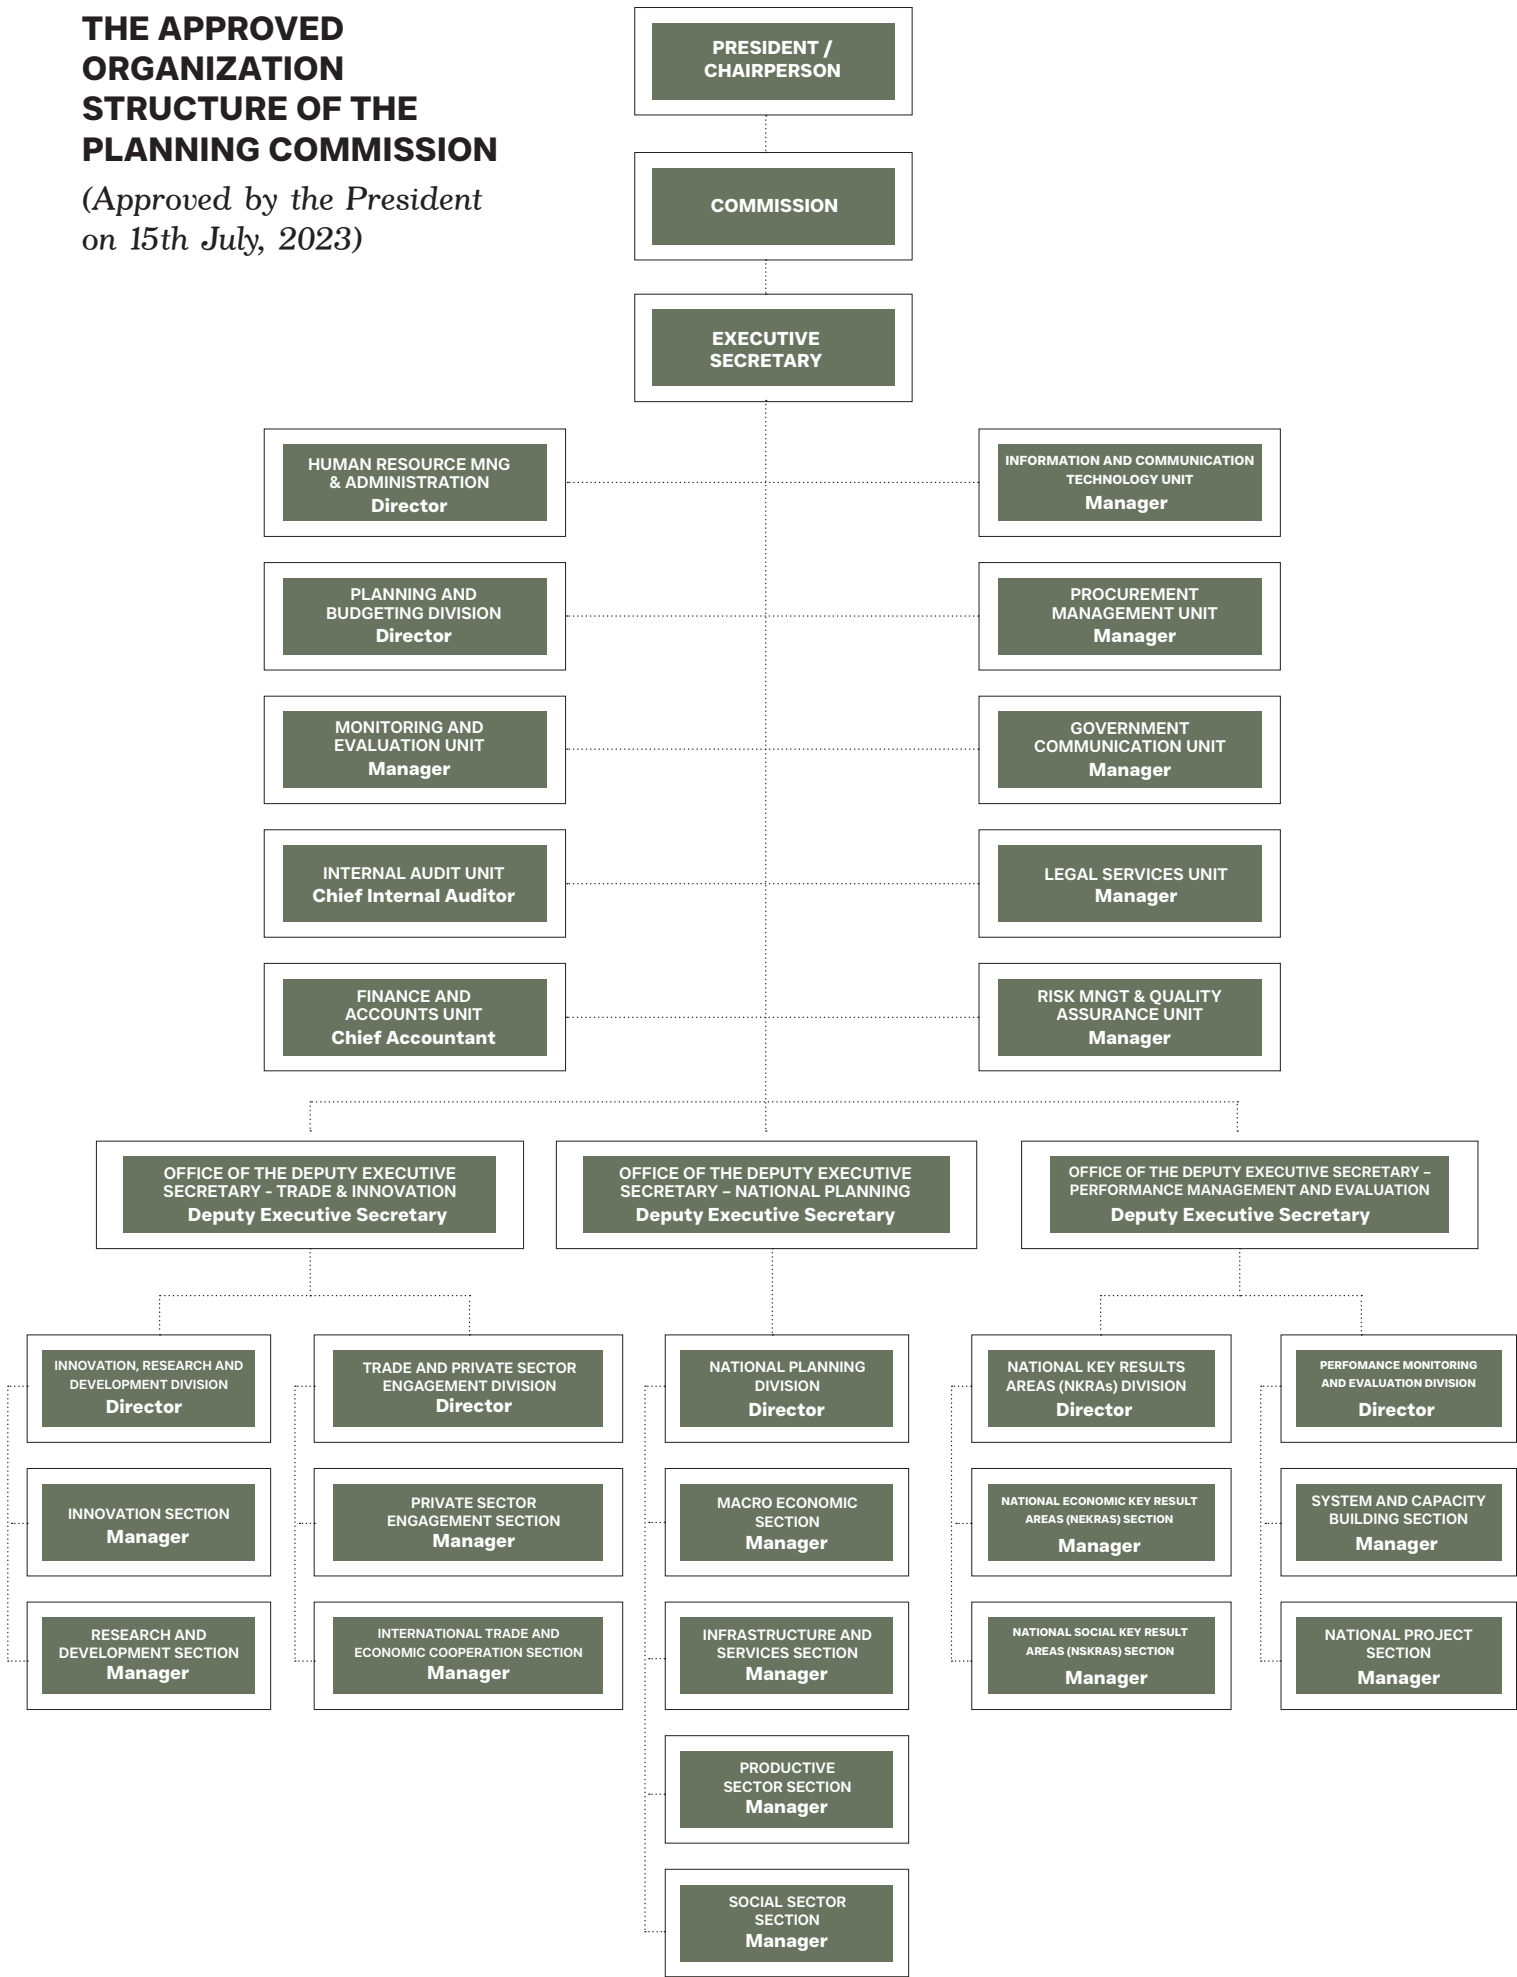 THE APPROVED
ORGANIZATION
STRUCTURE OF THE
PLANNING COMMISSION
(Approved by the President
on 15th July, 2023)
PRESIDENT /
CHAIRPERSON
COMMISSION
EXECUTIVE
SECRETARY
HUMAN RESOURCE MNG
& ADMINISTRATION
Director
INFORMATION AND COMMUNICATION
TECHNOLOGY UNIT
Manager
PLANNING AND
BUDGETING DIVISION
Director
PROCUREMENT
MANAGEMENT UNIT
Manager
MONITORING AND
EVALUATION UNIT
Manager
GOVERNMENT
COMMUNICATION UNIT
Manager
INTERNAL AUDIT UNIT
Chief Internal Auditor
LEGAL SERVICES UNIT
Manager
FINANCE AND
ACCOUNTS UNIT
Chief Accountant
RISK MNGT & QUALITY
ASSURANCE UNIT
Manager
OFFICE OF THE DEPUTY EXECUTIVE
SECRETARY - TRADE & INNOVATION
Deputy Executive Secretary
OFFICE OF THE DEPUTY EXECUTIVE
SECRETARY – NATIONAL PLANNING
Deputy Executive Secretary
OFFICE OF THE DEPUTY EXECUTIVE SECRETARY –
PERFORMANCE MANAGEMENT AND EVALUATION
Deputy Executive Secretary
INNOVATION, RESEARCH AND
DEVELOPMENT DIVISION
Director
TRADE AND PRIVATE SECTOR
ENGAGEMENT DIVISION
Director
NATIONAL PLANNING
DIVISION
Director
NATIONAL KEY RESULTS
AREAS (NKRAs) DIVISION
Director
PERFOMANCE MONITORING
AND EVALUATION DIVISION
Director
INNOVATION SECTION
Manager
PRIVATE SECTOR
ENGAGEMENT SECTION
Manager
MACRO ECONOMIC
SECTION
Manager
NATIONAL ECONOMIC KEY RESULT
AREAS (NEKRAS) SECTION
Manager
SYSTEM AND CAPACITY
BUILDING SECTION
Manager
RESEARCH AND
DEVELOPMENT SECTION
Manager
INTERNATIONAL TRADE AND
ECONOMIC COOPERATION SECTION
Manager
INFRASTRUCTURE AND
SERVICES SECTION
Manager
NATIONAL SOCIAL KEY RESULT
AREAS (NSKRAS) SECTION
Manager
NATIONAL PROJECT
SECTION
Manager
PRODUCTIVE
SECTOR SECTION
Manager
SOCIAL SECTOR
SECTION
Manager